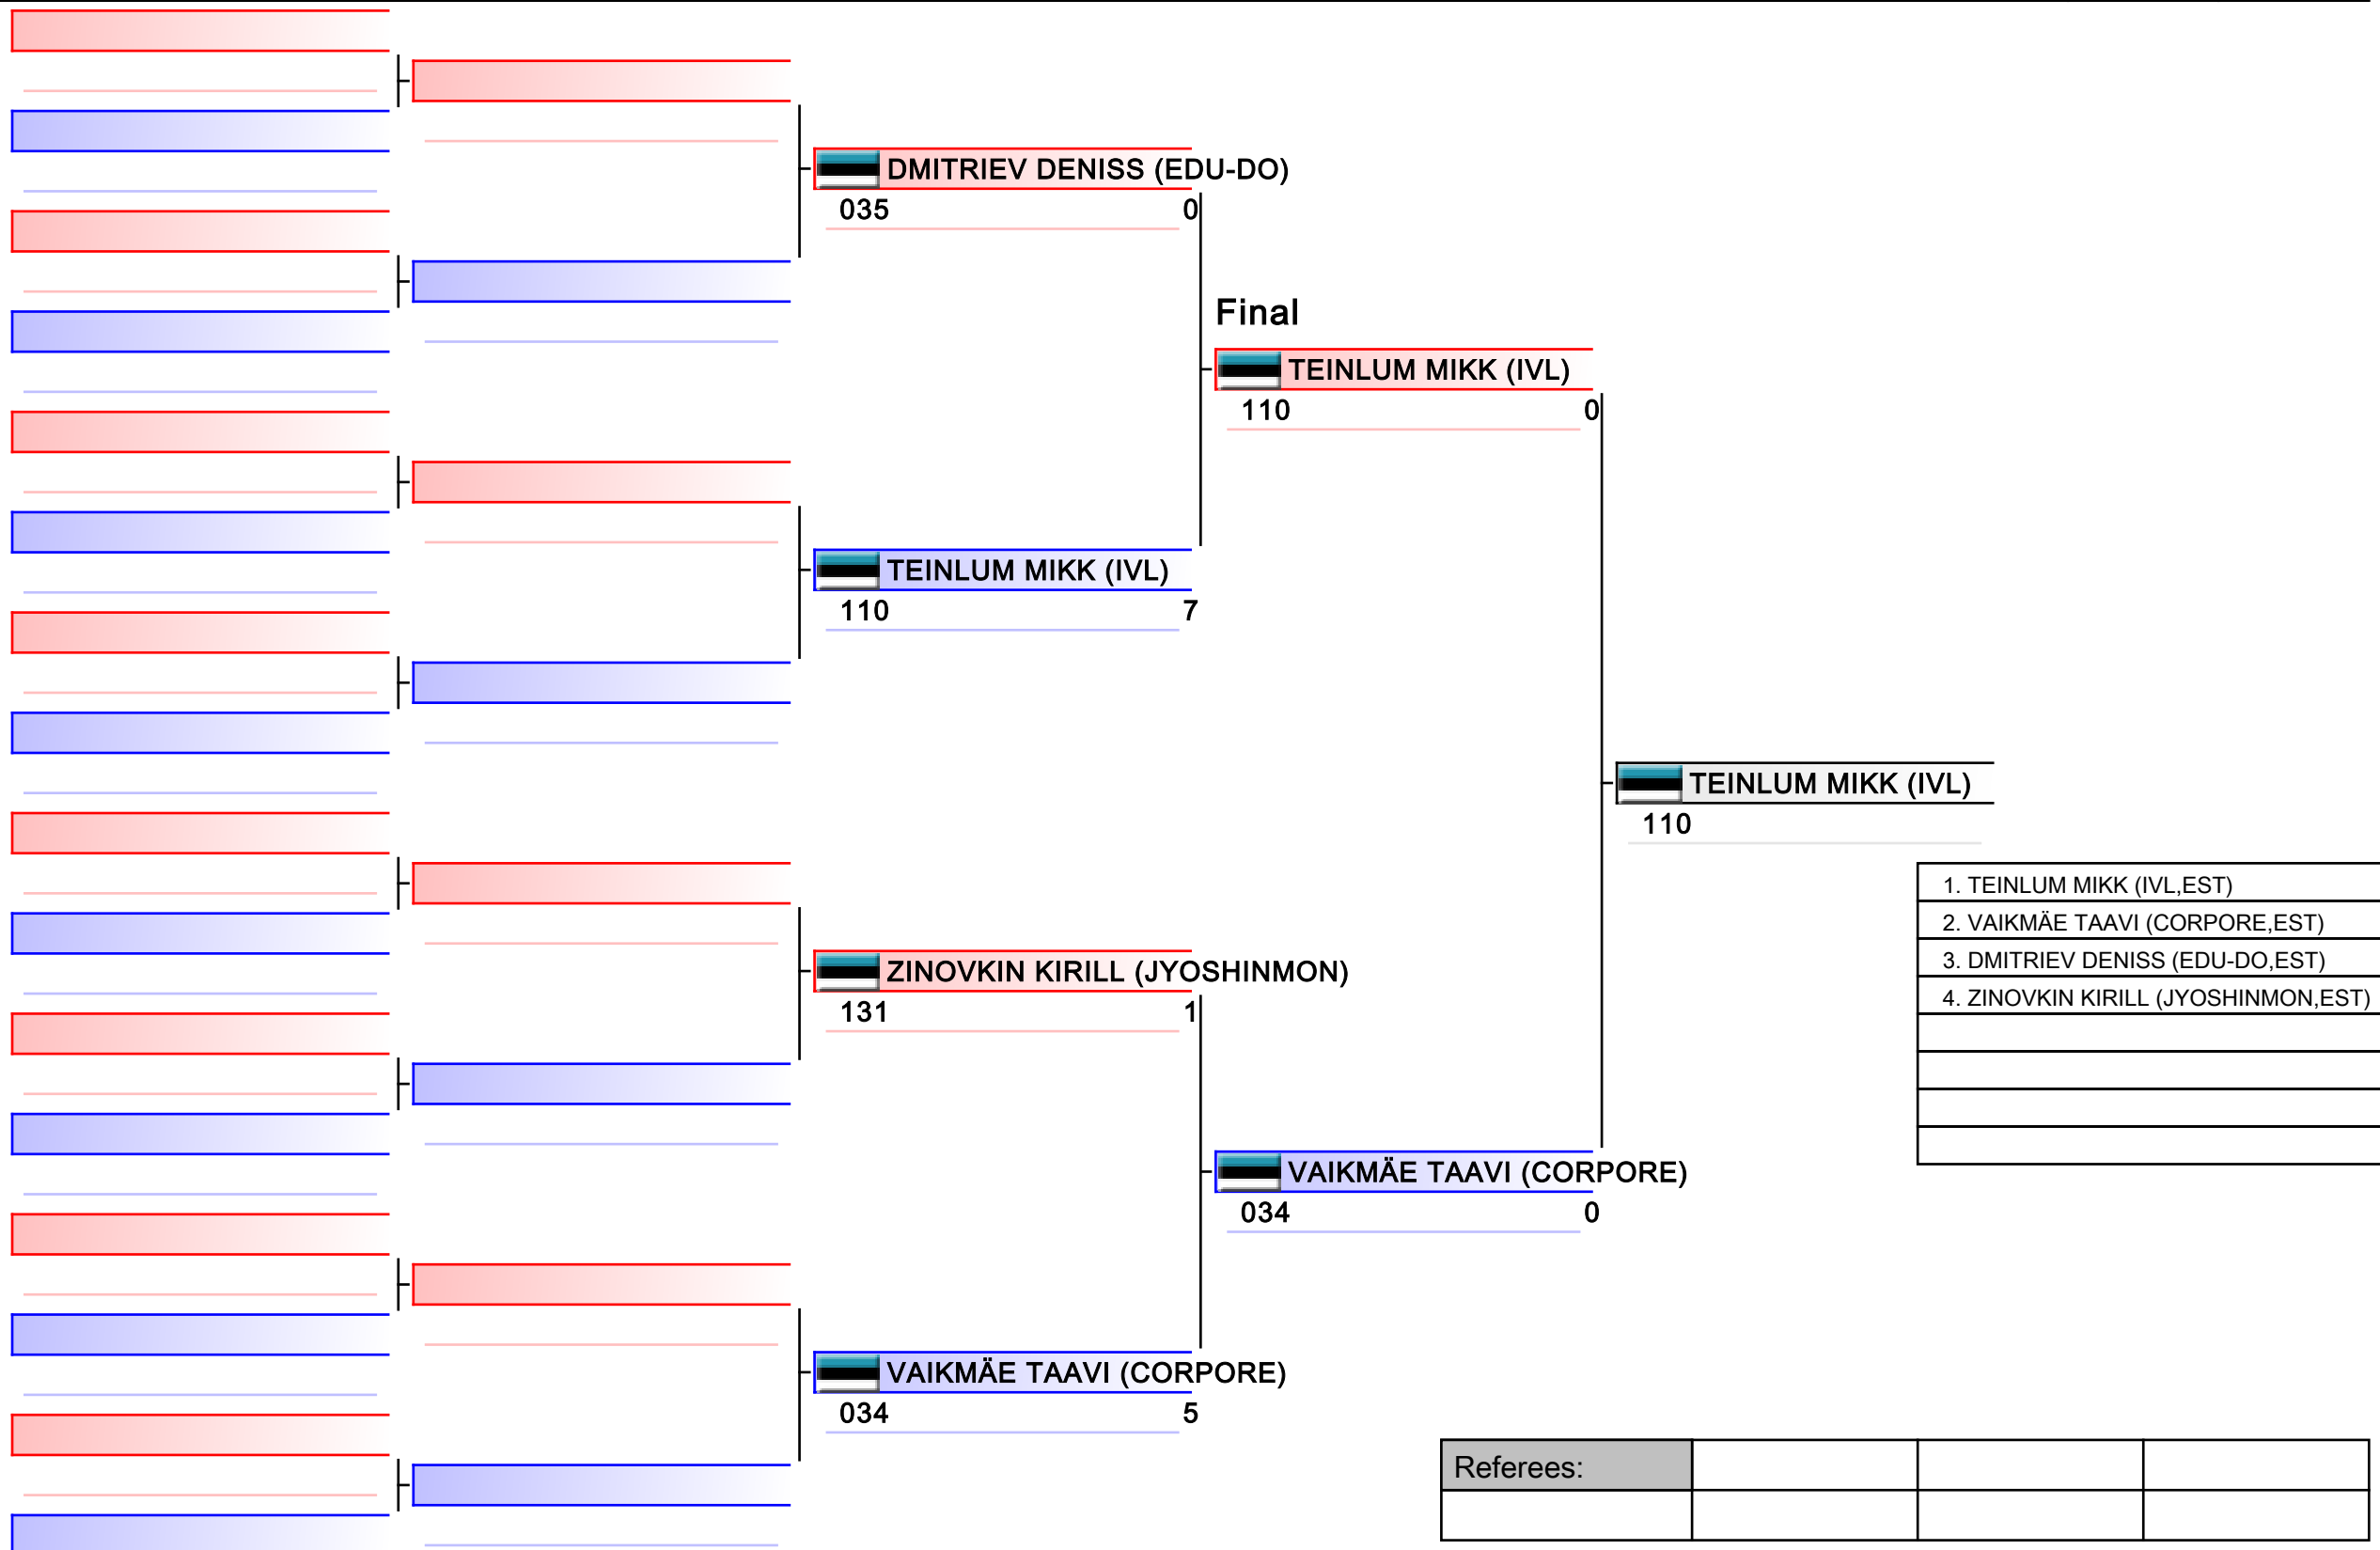 DMITRIEV DENISS (EDU-DO)
035 0
Final
TEINLUM MIKK (IVL)
110 0
TEINLUM MIKK (IVL)
110 7
TEINLUM MIKK (IVL)
110
1. TEINLUM MIKK (IVL,EST)
2. VAIKMÄE TAAVI (CORPORE,EST)
3. DMITRIEV DENISS (EDU-DO,EST)
4. ZINOVKIN KIRILL (JYOSHINMON,EST)
ZINOVKIN KIRILL (JYOSHINMON)
131 1
VAIKMÄE TAAVI (CORPORE)
034 0
VAIKMÄE TAAVI (CORPORE)
034 5
Referees: